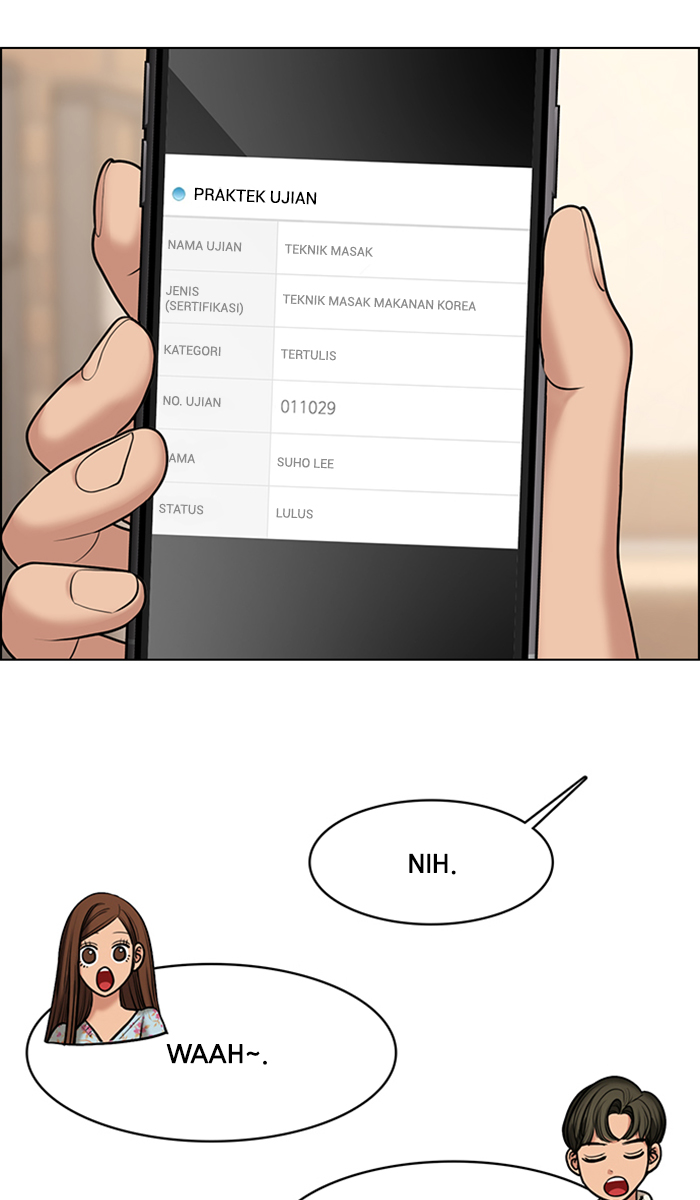 PRAKTEK UJIAN
NAMA UJIAN TEKNIK MASAK
JENIS
(SERTIFIKASI) TEKNIK MASAK MAKANAN KOREA
KATEGORI TERTULIS
NO. UJIAN 011029
AMA SUHO LEE
STATUS LULUS
NIH.
WAAH~.